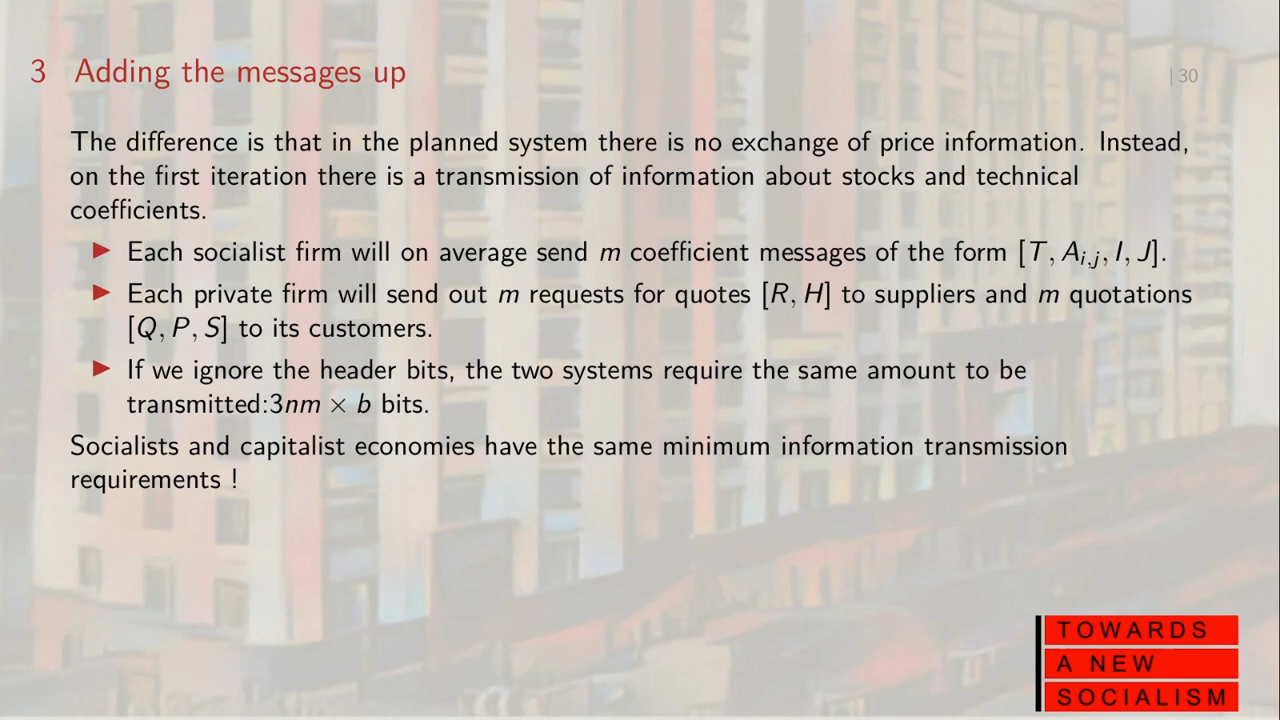 3 Adding the messages up
| 30
The difference is that in the planned system there is no exchange of price information. Instead,
on the first iteration there is a transmission of information about stocks and technical
coefficients.
▶ Each socialist firm will on average send m coefficient messages of the form [T, A_{i,j}, I, J].
▶ Each private firm will send out m requests for quotes [R, H] to suppliers and m quotations
[Q, P, S] to its customers.
▶ If we ignore the header bits, the two systems require the same amount to be
transmitted:3nm × b bits.
Socialists and capitalist economies have the same minimum information transmission
requirements !
TOWARDS
A NEW
SOCIALISM